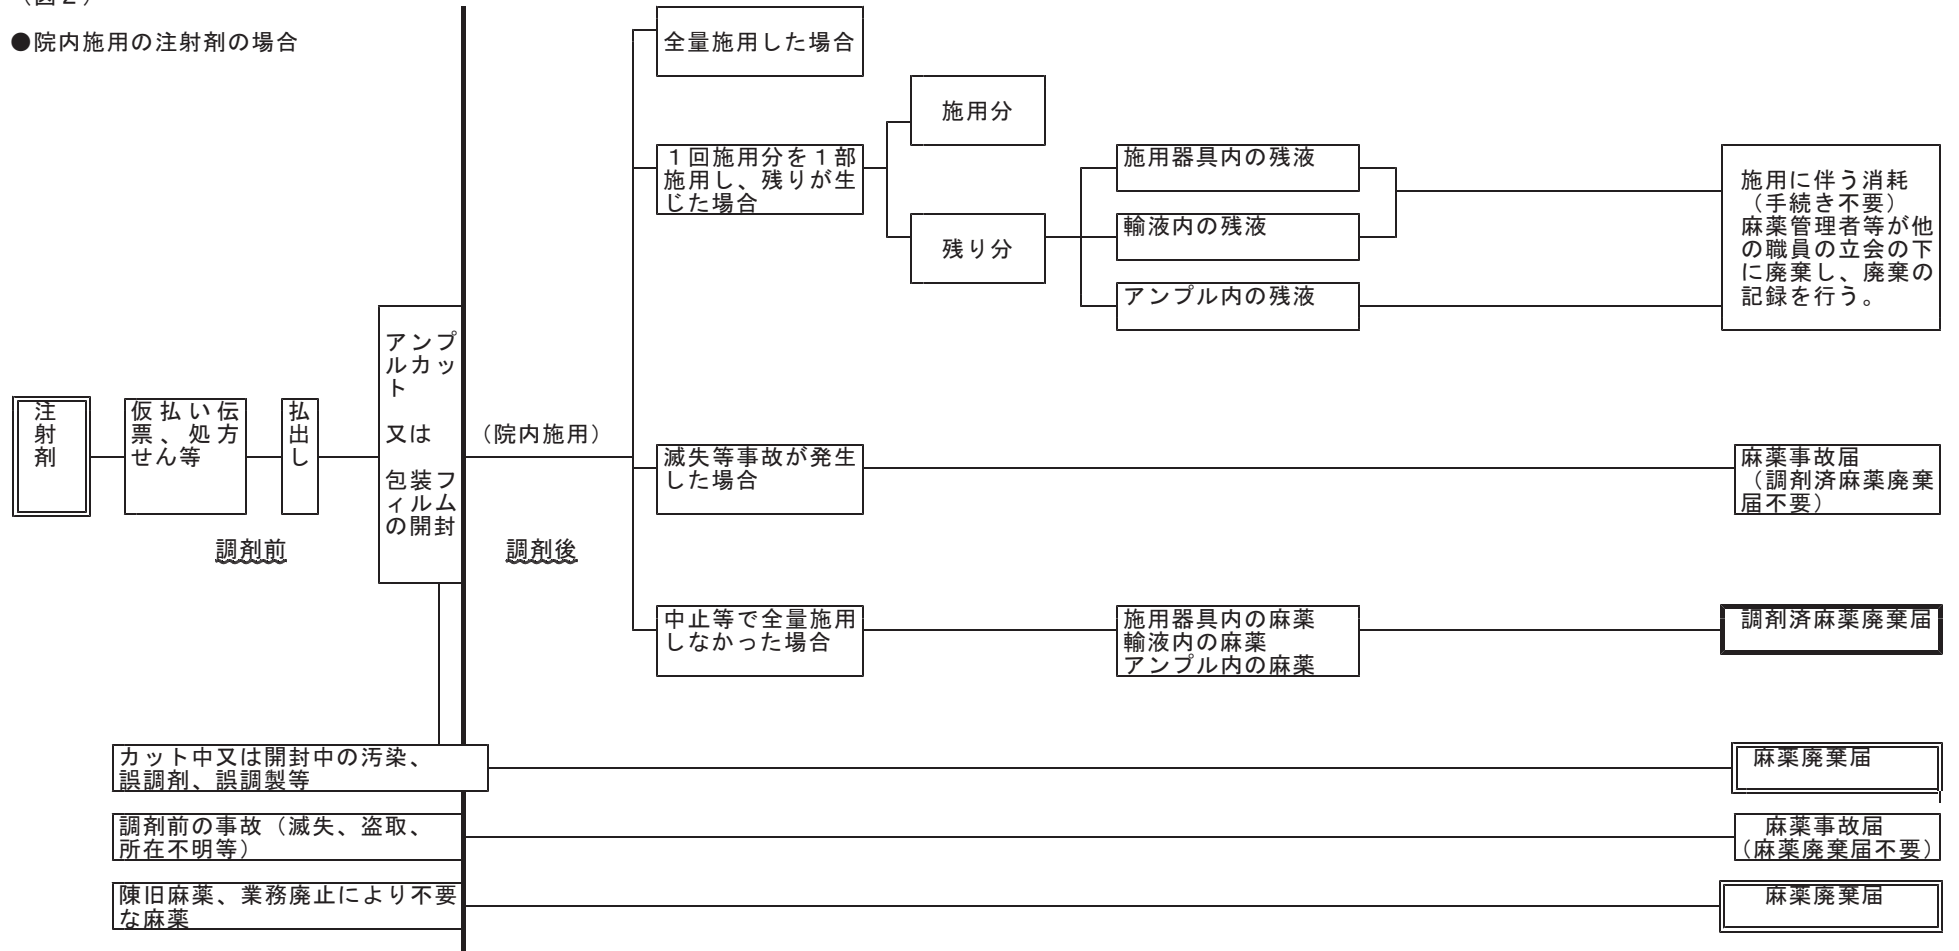 （図２）
●院内施用の注射剤の場合
全量施用した場合
施用分
１回施用分を１部
施用し、残りが生
じた場合
残り分
施用器具内の残液
輸液内の残液
アンプル内の残液
施用に伴う消耗
（手続き不要）
麻薬管理者等が他
の職員の立会の下
に廃棄し、廃棄の
記録を行う。
注射剤
仮払い伝
票、処方
せん等
払出し
アンプ
ルカッ
ト
又は
包装フ
ィルム
の開封
（院内施用）
調剤前
調剤後
滅失等事故が発生
した場合
麻薬事故届
（調剤済麻薬廃棄
届不要）
中止等で全量施用
しなかった場合
施用器具内の麻薬
輸液内の麻薬
アンプル内の麻薬
調剤済麻薬廃棄届
カット中又は開封中の汚染、
誤調剤、誤調製等
麻薬廃棄届
調剤前の事故（滅失、盗取、
所在不明等）
麻薬事故届
（麻薬廃棄届不要）
陳旧麻薬、業務廃止により不要
な麻薬
麻薬廃棄届